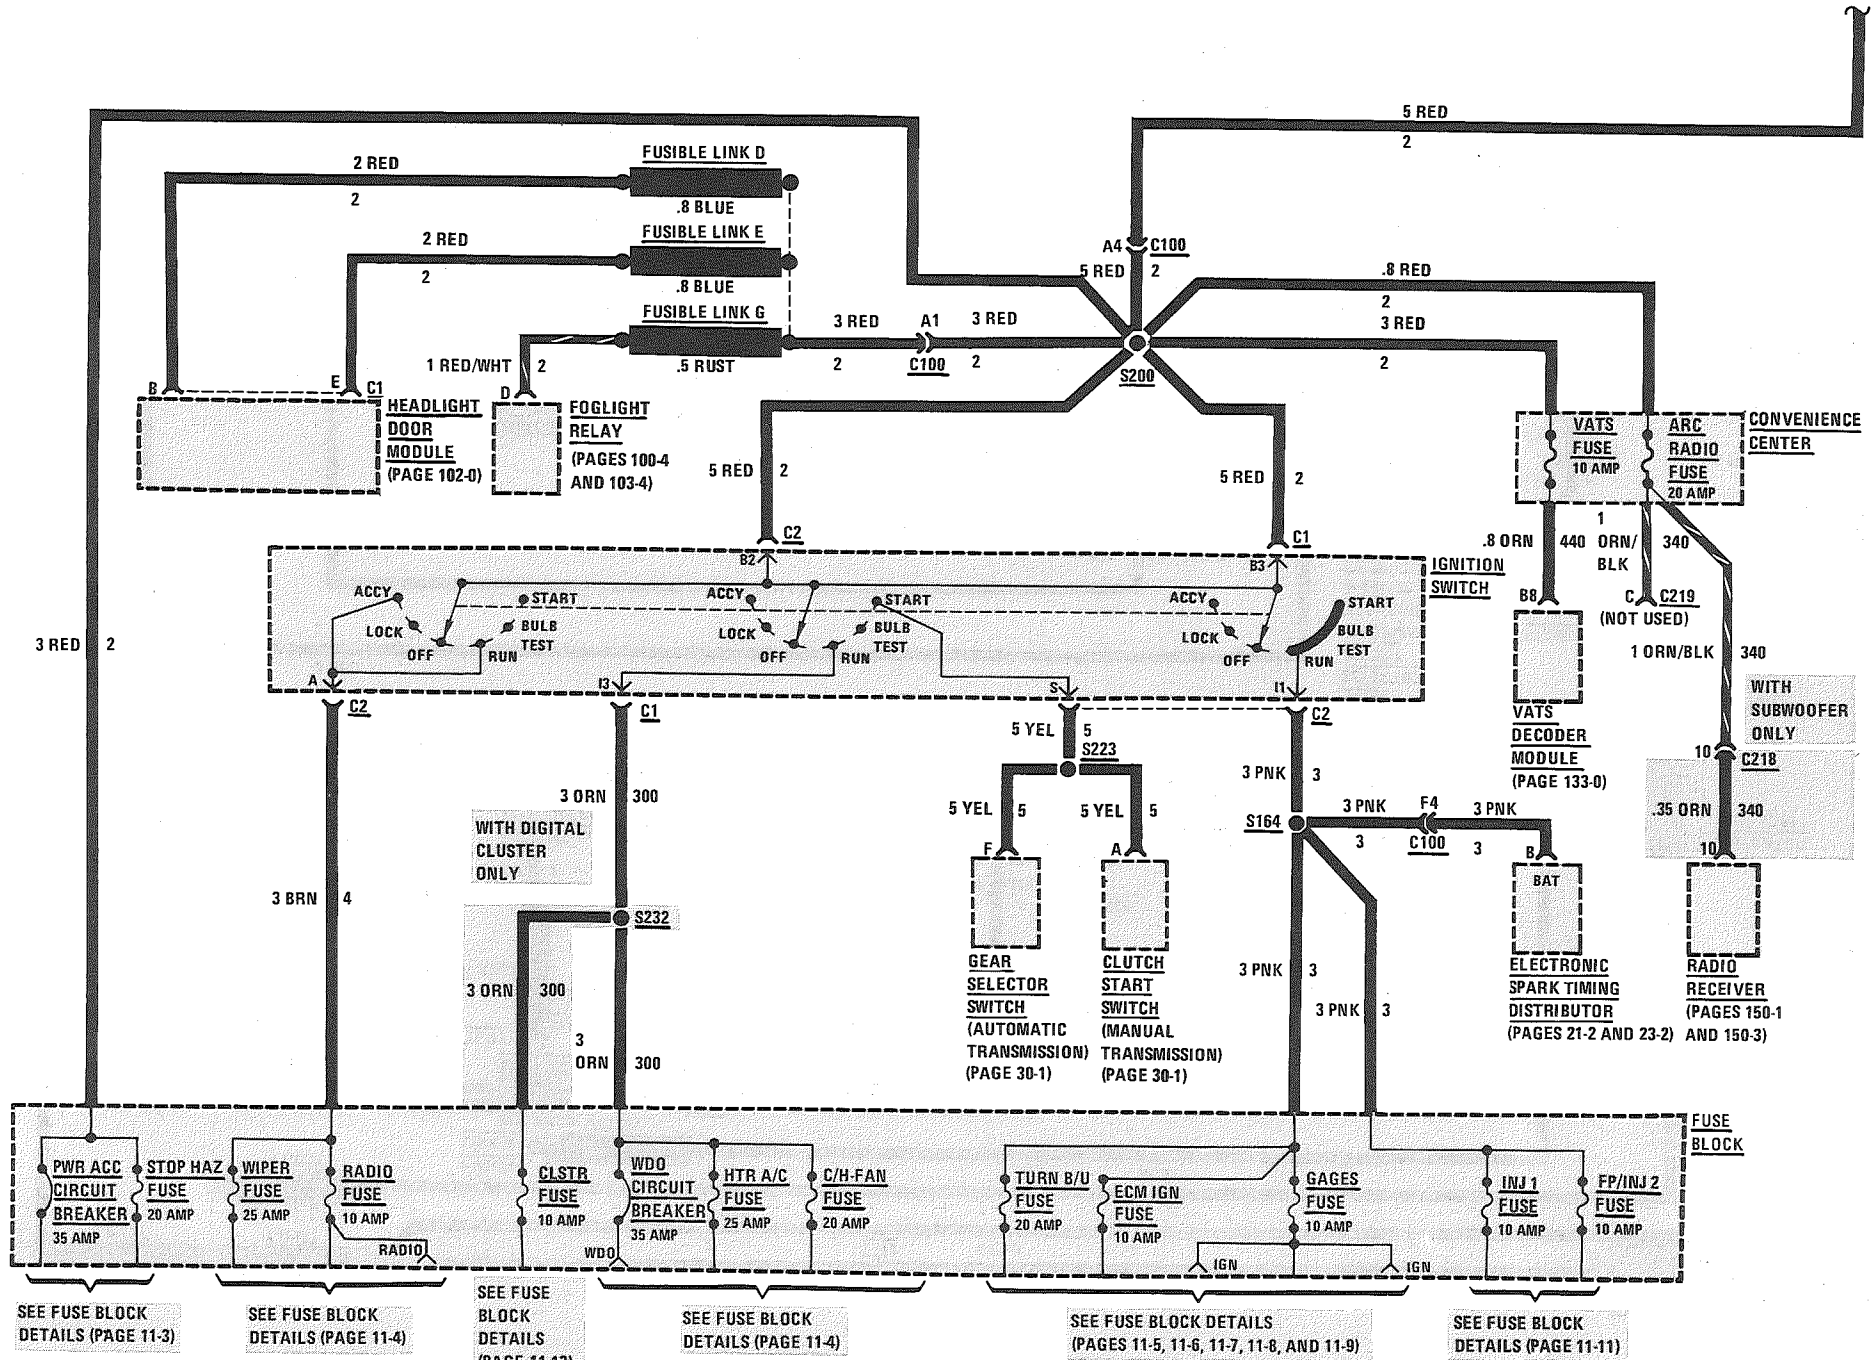 5 RED
2
2 RED
2
FUSIBLE LINK D
.8 BLUE
2 RED
2
FUSIBLE LINK E
.8 BLUE
FUSIBLE LINK G
.5 RUST
1 RED/WHT
2
3 RED
2
A1
C100
3 RED
2
A4
C100
5 RED
2
S200
.8 RED
2
3 RED
2
B
E
C1
HEADLIGHT
DOOR
MODULE
(PAGE 102-0)
D
FOGLIGHT
RELAY
(PAGES 100-4
AND 103-4)
5 RED
2
5 RED
2
VATS
FUSE
10 AMP
ARC
RADIO
FUSE
20 AMP
CONVENIENCE
CENTER
C2
B2
C1
B3
IGNITION
SWITCH
ACCY
LOCK
OFF
RUN
BULB
TEST
START
ACCY
LOCK
OFF
RUN
BULB
TEST
START
ACCY
LOCK
OFF
RUN
BULB
TEST
START
A
C2
I3
C1
S
I1
C2
.8 ORN
440
1
ORN/
BLK
340
B8
C
C219
(NOT USED)
1 ORN/BLK
340
VATS
DECODER
MODULE
(PAGE 133-0)
WITH
SUBWOOFER
ONLY
10
C218
.35 ORN
340
10
RADIO
RECEIVER
(PAGES 150-1
AND 150-3)
3 RED
2
3 BRN
4
3 ORN
300
WITH DIGITAL
CLUSTER
ONLY
S232
3 ORN
300
3
ORN
300
5 YEL
5
S223
5 YEL
5
5 YEL
5
F
A
GEAR
SELECTOR
SWITCH
(AUTOMATIC
TRANSMISSION)
(PAGE 30-1)
CLUTCH
START
SWITCH
(MANUAL
TRANSMISSION)
(PAGE 30-1)
3 PNK
3
S164
3 PNK
3
F4
C100
3 PNK
3
B
BAT
ELECTRONIC
SPARK TIMING
DISTRIBUTOR
(PAGES 21-2 AND 23-2)
3 PNK
3
3 PNK
3
FUSE
BLOCK
PWR ACC
CIRCUIT
BREAKER
35 AMP
STOP HAZ
FUSE
20 AMP
WIPER
FUSE
25 AMP
RADIO
FUSE
10 AMP
RADIO
CLSTR
FUSE
10 AMP
WDO
CIRCUIT
BREAKER
35 AMP
WDO
HTR A/C
FUSE
25 AMP
C/H-FAN
FUSE
20 AMP
TURN B/U
FUSE
20 AMP
ECM IGN
FUSE
10 AMP
GAGES
FUSE
10 AMP
IGN
IGN
INJ 1
FUSE
10 AMP
FP/INJ 2
FUSE
10 AMP
SEE FUSE BLOCK
DETAILS (PAGE 11-3)
SEE FUSE BLOCK
DETAILS (PAGE 11-4)
SEE FUSE
BLOCK
DETAILS
SEE FUSE BLOCK
DETAILS (PAGE 11-4)
SEE FUSE BLOCK DETAILS
(PAGES 11-5, 11-6, 11-7, 11-8, AND 11-9)
SEE FUSE BLOCK
DETAILS (PAGE 11-11)